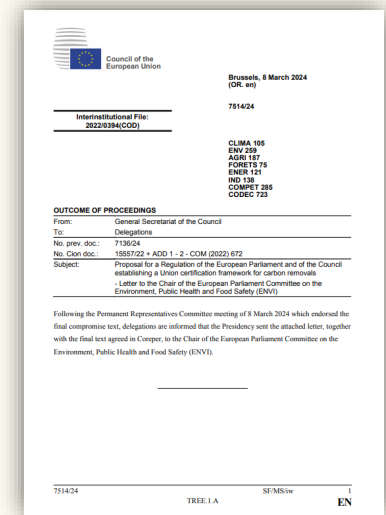 Council of the
European Union
Brussels, 8 March 2024
(OR. en)
7514/24
Interinstitutional File:
2022/0394(COD)
CLIMA 105
ENV 259
AGRI 187
FORETS 75
ENER 121
IND 138
COMPET 285
CODEC 723
OUTCOME OF PROCEEDINGS
From: General Secretariat of the Council
To: Delegations
No. prev. doc.: 7136/24
No. Cion doc.: 15557/22 + ADD 1 - 2 - COM (2022) 672
Subject: Proposal for a Regulation of the European Parliament and of the Council
establishing a Union certification framework for carbon removals
- Letter to the Chair of the European Parliament Committee on the
Environment, Public Health and Food Safety (ENVI)
Following the Permanent Representatives Committee meeting of 8 March 2024 which endorsed the
final compromise text, delegations are informed that the Presidency sent the attached letter, together
with the final text agreed in Coreper, to the Chair of the European Parliament Committee on the
Environment, Public Health and Food Safety (ENVI).
7514/24 SF/MS/iw 1
TREE.1.A EN